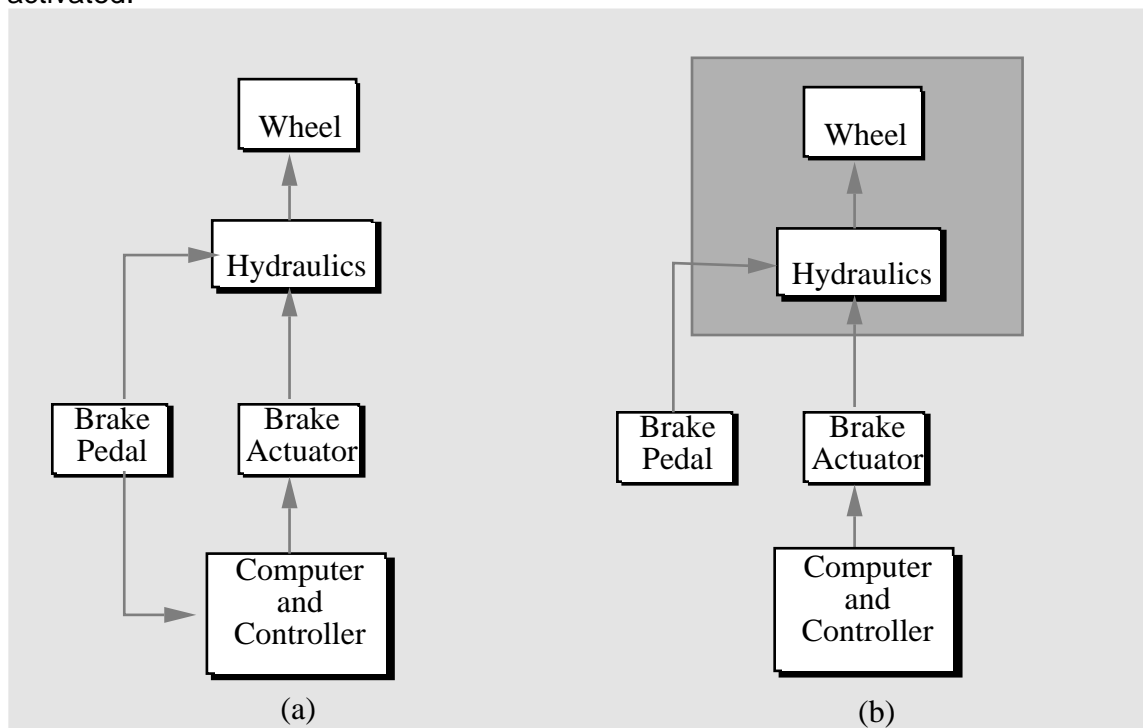 activated.
Wheel
Hydraulics
Brake
Pedal
Brake
Actuator
Computer
and
Controller
(a)
Wheel
Hydraulics
Brake
Pedal
Brake
Actuator
Computer
and
Controller
(b)